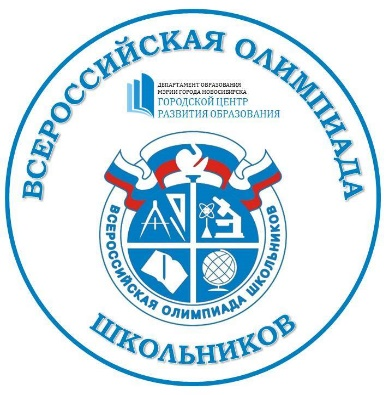 ВСЕРОССИЙСКАЯ ОЛИМПИАДА
ДЕПАРТАМЕНТ ОБРАЗОВАНИЯ
МЭРИИ ГОРОДА НОВОСИБИРСКА
ГОРОДСКОЙ ЦЕНТР
РАЗВИТИЯ ОБРАЗОВАНИЯ
ВСЕРОССИЙСКАЯ ОЛИМПИАДА ШКОЛЬНИКОВ
ШКОЛЬНИКОВ